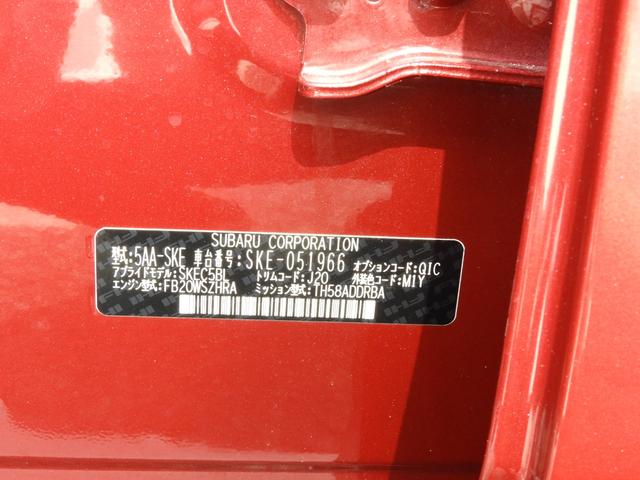 SUBARU CORPORATION
型式:5AA-SKE 車台番号:SKE-051966 オプションコード:QIC
アプライドモデル:SKEC5BL トリムコード:J20 外装色コード:M1Y
エンジン型式:FB20WSZHRA ミッション型式:TH58ADDRBA